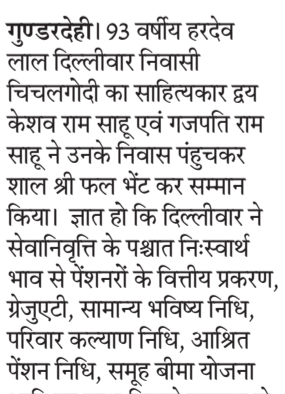 गुण्डरदेही। 93 वर्षीय हरदेव
लाल दिल्लीवार निवासी
चिचलगोदी का साहित्यकार द्वय
केशव राम साहू एवं गजपति राम
साहू ने उनके निवास पंहुचकर
शाल श्री फल भेंट कर सम्मान
किया। ज्ञात हो कि दिल्लीवार ने
सेवानिवृत्ति के पश्चात निःस्वार्थ
भाव से पेंशनरों के वित्तीय प्रकरण,
ग्रेजुएटी, सामान्य भविष्य निधि,
परिवार कल्याण निधि, आश्रित
पेंशन निधि, समूह बीमा योजना